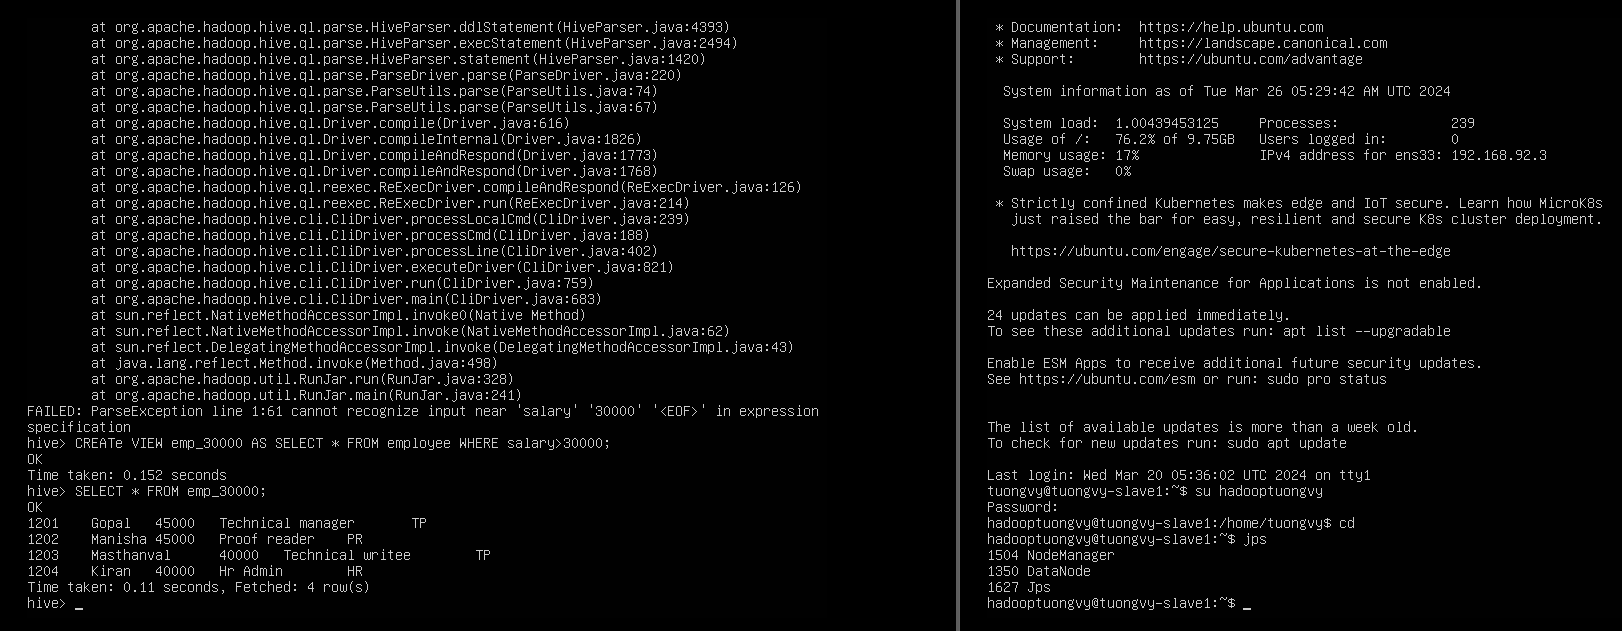 at org.apache.hadoop.hive.ql.parse.HiveParser.ddlStatement(HiveParser.java:4393)
at org.apache.hadoop.hive.ql.parse.HiveParser.execStatement(HiveParser.java:2494)
at org.apache.hadoop.hive.ql.parse.HiveParser.statement(HiveParser.java:1420)
at org.apache.hadoop.hive.ql.parse.ParseDriver.parse(ParseDriver.java:220)
at org.apache.hadoop.hive.ql.parse.ParseUtils.parse(ParseUtils.java:74)
at org.apache.hadoop.hive.ql.parse.ParseUtils.parse(ParseUtils.java:67)
at org.apache.hadoop.hive.ql.Driver.compile(Driver.java:616)
at org.apache.hadoop.hive.ql.Driver.compileInternal(Driver.java:1826)
at org.apache.hadoop.hive.ql.Driver.compileAndRespond(Driver.java:1773)
at org.apache.hadoop.hive.ql.Driver.compileAndRespond(Driver.java:1768)
at org.apache.hadoop.hive.ql.reexec.ReExecDriver.compileAndRespond(ReExecDriver.java:126)
at org.apache.hadoop.hive.ql.reexec.ReExecDriver.run(ReExecDriver.java:214)
at org.apache.hadoop.hive.cli.CliDriver.processLocalCmd(CliDriver.java:239)
at org.apache.hadoop.hive.cli.CliDriver.processCmd(CliDriver.java:188)
at org.apache.hadoop.hive.cli.CliDriver.processLine(CliDriver.java:402)
at org.apache.hadoop.hive.cli.CliDriver.executeDriver(CliDriver.java:821)
at org.apache.hadoop.hive.cli.CliDriver.run(CliDriver.java:759)
at org.apache.hadoop.hive.cli.CliDriver.main(CliDriver.java:683)
at sun.reflect.NativeMethodAccessorImpl.invoke0(Native Method)
at sun.reflect.NativeMethodAccessorImpl.invoke(NativeMethodAccessorImpl.java:62)
at sun.reflect.DelegatingMethodAccessorImpl.invoke(DelegatingMethodAccessorImpl.java:43)
at java.lang.reflect.Method.invoke(Method.java:498)
at org.apache.hadoop.util.RunJar.run(RunJar.java:328)
at org.apache.hadoop.util.RunJar.main(RunJar.java:241)
FAILED: ParseException line 1:61 cannot recognize input near 'salary' '30000' '<EOF>' in expression
specification
hive> CREATe VIEW emp_30000 AS SELECT * FROM employee WHERE salary>30000;
OK
Time taken: 0.152 seconds
hive> SELECT * FROM emp_30000;
OK
1201 Gopal 45000 Technical manager TP
1202 Manisha 45000 Proof reader PR
1203 Masthanval 40000 Technical writee TP
1204 Kiran 40000 Hr Admin HR
Time taken: 0.11 seconds, Fetched: 4 row(s)
hive> _
* Documentation: https://help.ubuntu.com
* Management: https://landscape.canonical.com
* Support: https://ubuntu.com/advantage
System information as of Tue Mar 26 05:29:42 AM UTC 2024
System load: 1.00439453125 Processes: 239
Usage of /: 76.2% of 9.75GB Users logged in: 0
Memory usage: 17% IPv4 address for ens33: 192.168.92.3
Swap usage: 0%
* Strictly confined Kubernetes makes edge and IoT secure. Learn how MicroK8s
just raised the bar for easy, resilient and secure K8s cluster deployment.
https://ubuntu.com/engage/secure-kubernetes-at-the-edge
Expanded Security Maintenance for Applications is not enabled.
24 updates can be applied immediately.
To see these additional updates run: apt list --upgradable
Enable ESM Apps to receive additional future security updates.
See https://ubuntu.com/esm or run: sudo pro status
The list of available updates is more than a week old.
To check for new updates run: sudo apt update
Last login: Wed Mar 20 05:36:02 UTC 2024 on tty1
tuongvy@tuongvy-slave1:~$ su hadooptuongvy
Password:
hadooptuongvy@tuongvy-slave1:/home/tuongvy$ cd
hadooptuongvy@tuongvy-slave1:~$ jps
1504 NodeManager
1350 DataNode
1627 Jps
hadooptuongvy@tuongvy-slave1:~$ _